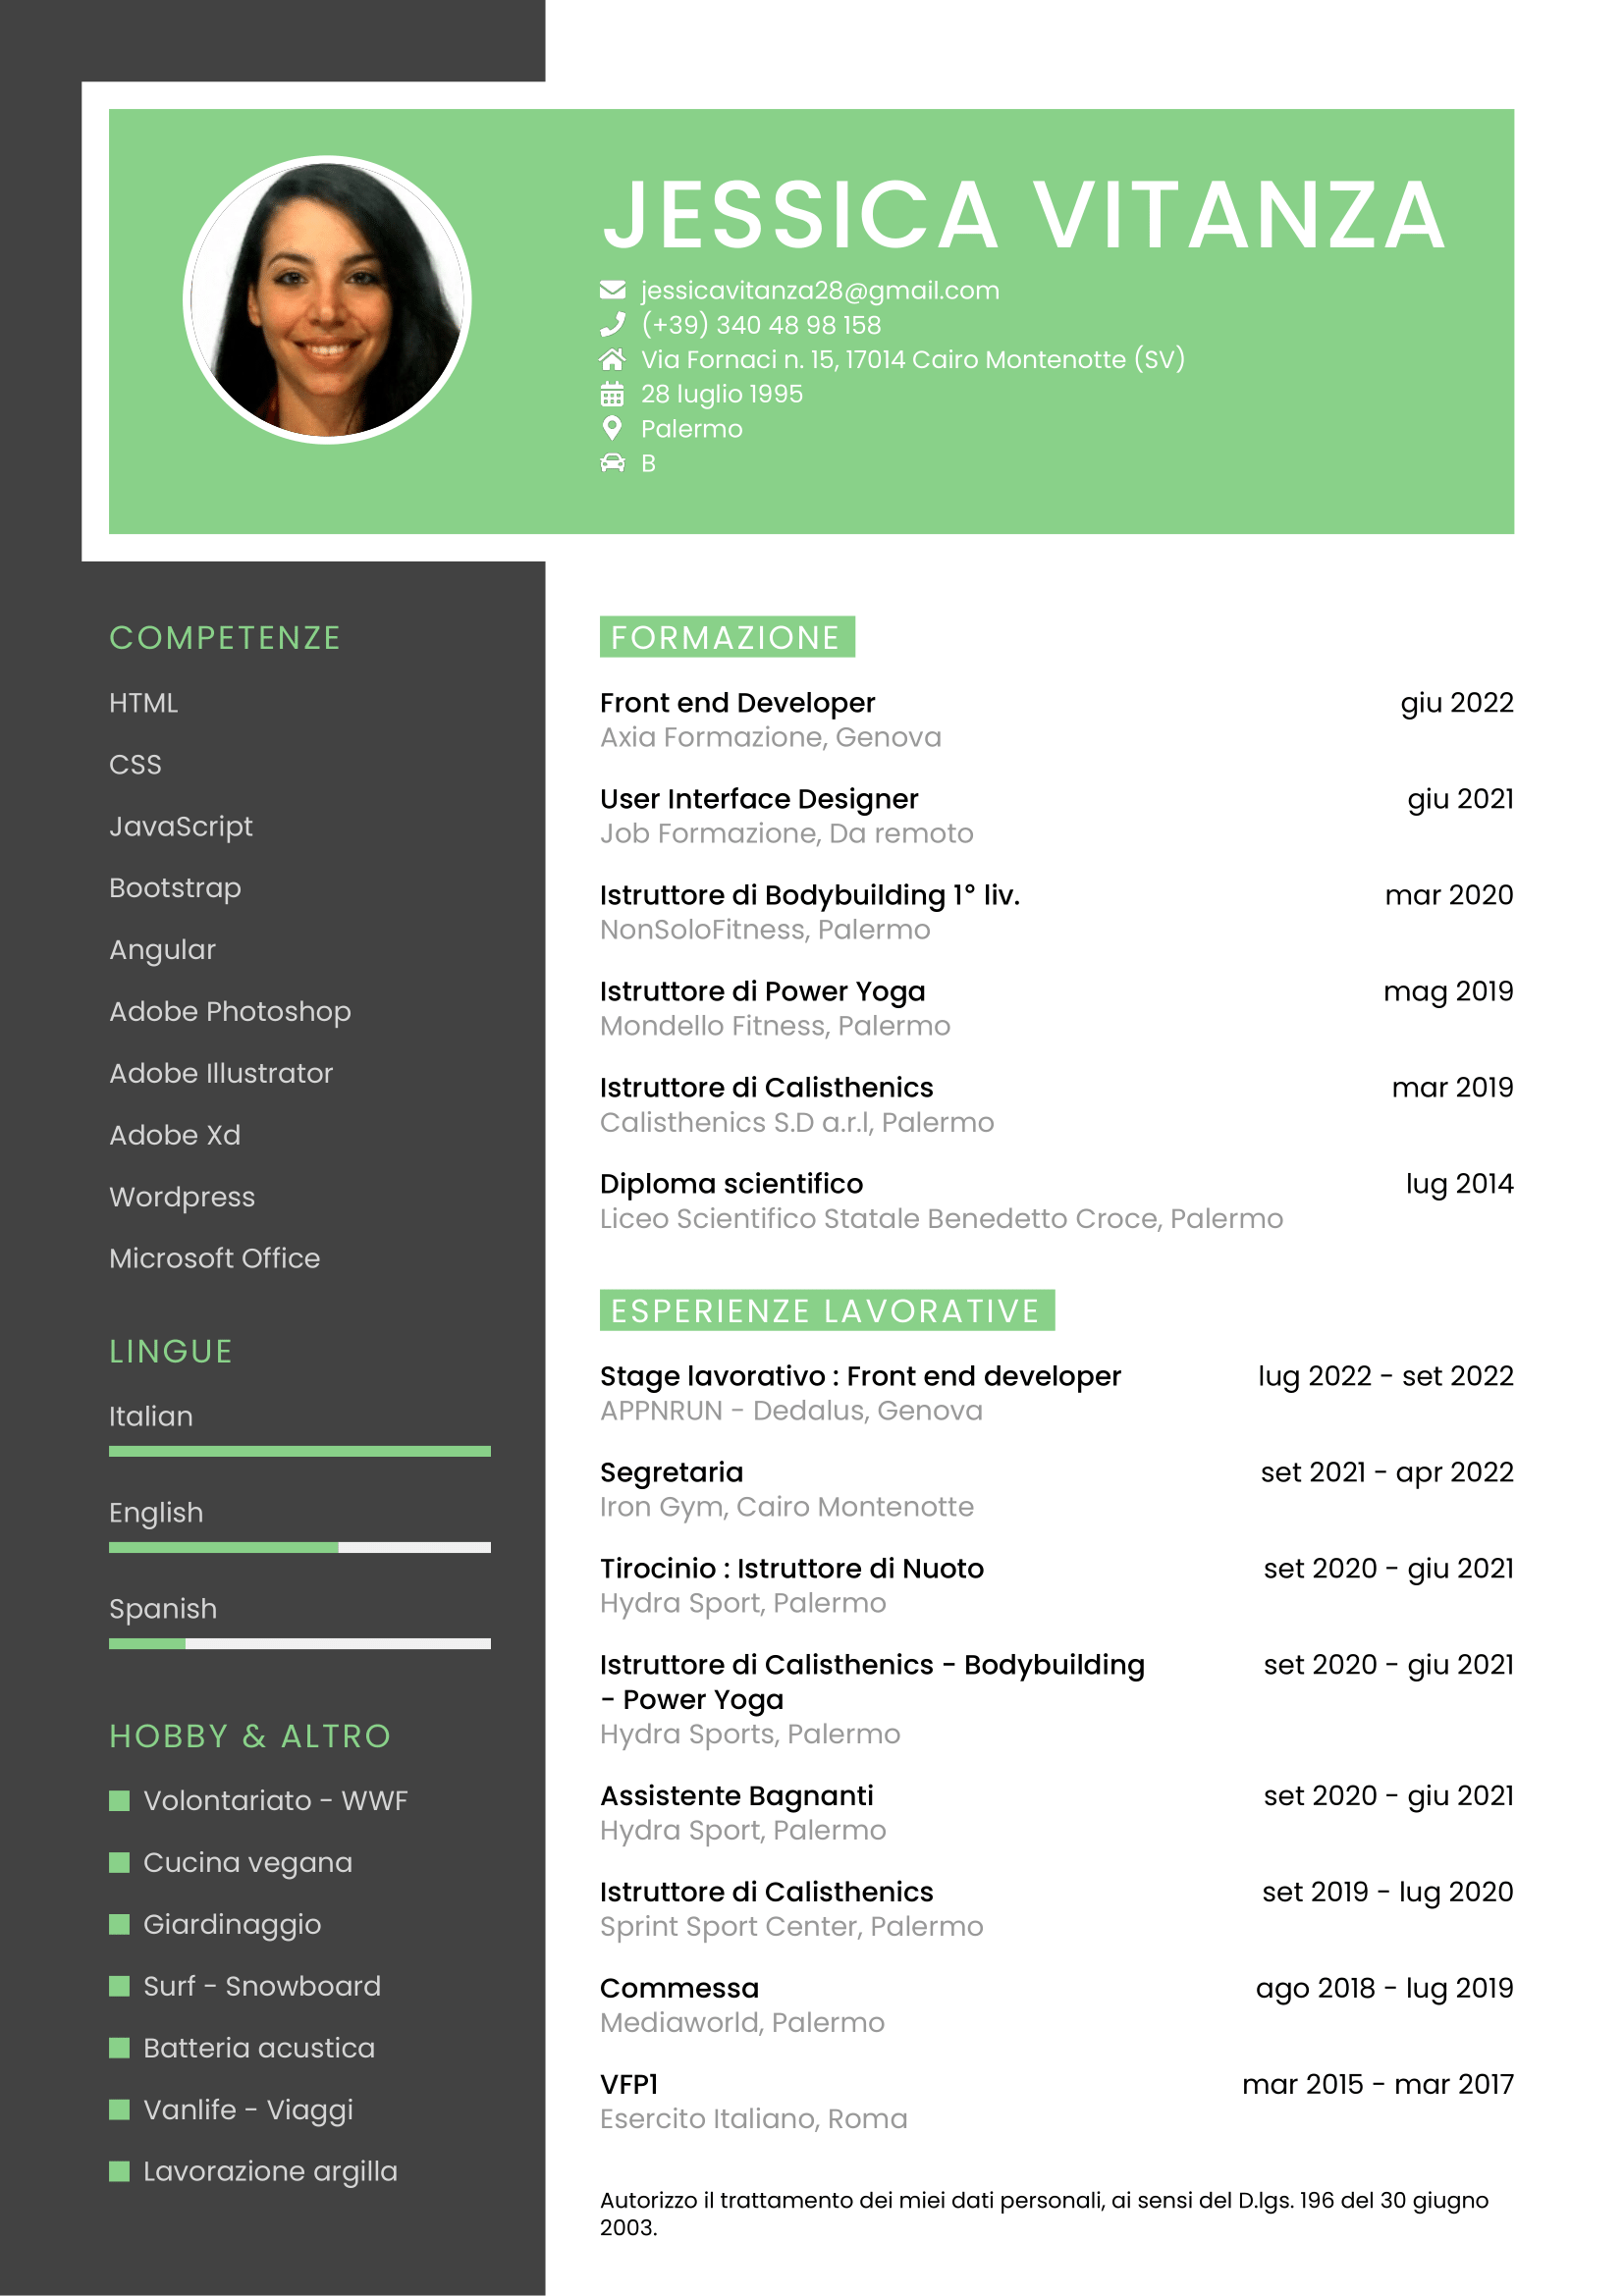 JESSICA VITANZA
jessicavitanza28@gmail.com
(+39) 340 48 98 158
Via Fornaci n. 15, 17014 Cairo Montenotte (SV)
28 luglio 1995
Palermo
B
COMPETENZE
HTML
CSS
JavaScript
Bootstrap
Angular
Adobe Photoshop
Adobe Illustrator
Adobe Xd
Wordpress
Microsoft Office
LINGUE
Italian
English
Spanish
HOBBY & ALTRO
Volontariato - WWF
Cucina vegana
Giardinaggio
Surf - Snowboard
Batteria acustica
Vanlife - Viaggi
Lavorazione argilla
FORMAZIONE
Front end Developer giu 2022
Axia Formazione, Genova
User Interface Designer giu 2021
Job Formazione, Da remoto
Istruttore di Bodybuilding 1° liv. mar 2020
NonSoloFitness, Palermo
Istruttore di Power Yoga mag 2019
Mondello Fitness, Palermo
Istruttore di Calisthenics mar 2019
Calisthenics S.D a.r.l, Palermo
Diploma scientifico lug 2014
Liceo Scientifico Statale Benedetto Croce, Palermo
ESPERIENZE LAVORATIVE
Stage lavorativo : Front end developer lug 2022 - set 2022
APPNRUN - Dedalus, Genova
Segretaria set 2021 - apr 2022
Iron Gym, Cairo Montenotte
Tirocinio : Istruttore di Nuoto set 2020 - giu 2021
Hydra Sport, Palermo
Istruttore di Calisthenics - Bodybuilding set 2020 - giu 2021
- Power Yoga
Hydra Sports, Palermo
Assistente Bagnanti set 2020 - giu 2021
Hydra Sport, Palermo
Istruttore di Calisthenics set 2019 - lug 2020
Sprint Sport Center, Palermo
Commessa ago 2018 - lug 2019
Mediaworld, Palermo
VFP1 mar 2015 - mar 2017
Esercito Italiano, Roma
Autorizzo il trattamento dei miei dati personali, ai sensi del D.lgs. 196 del 30 giugno
2003.